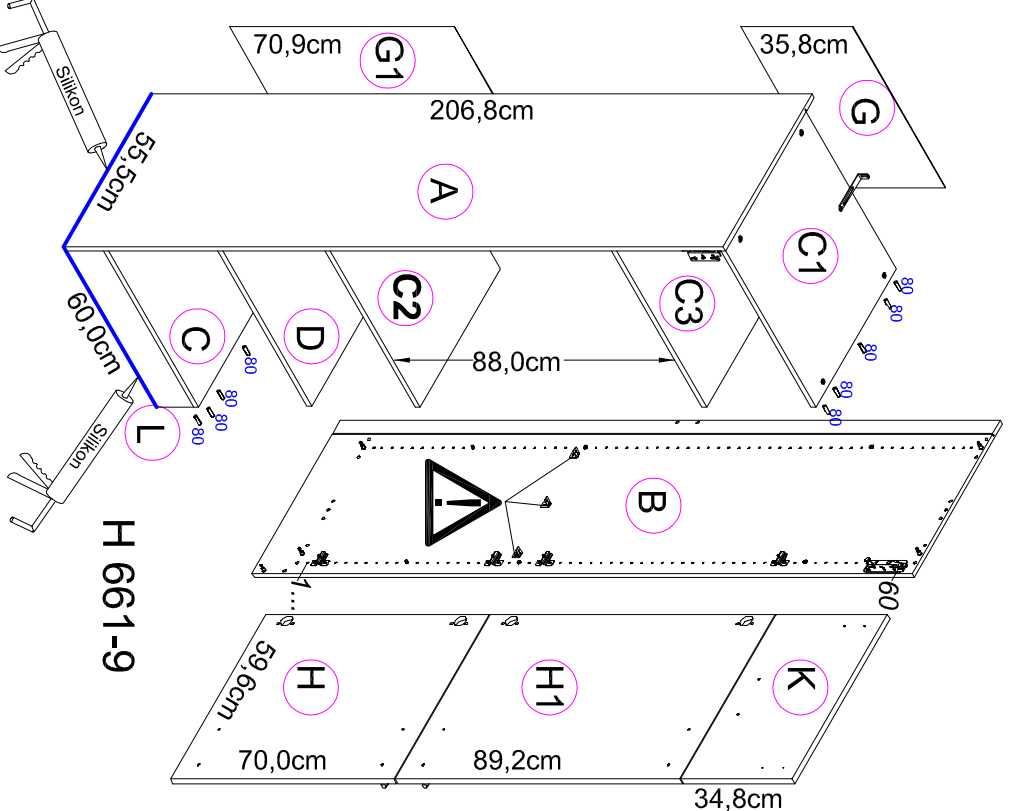 70,9cm
G1
35,8cm
G
Silikon
206,8cm
55,5cm
A
C1
80
80
80
80
80
60,0cm
C
D
C2
C3
88,0cm
80
80
80
80
L
Silikon
B
H 661-9
1
60
59,6cm
H
H1
K
70,0cm
89,2cm
34,8cm